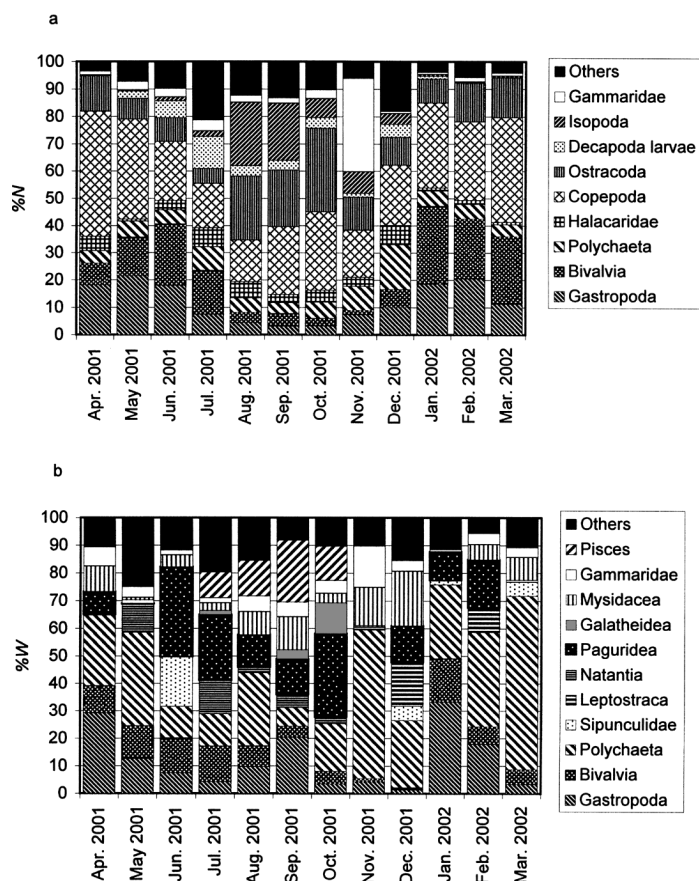 a
100
90
80
70
60
50
40
30
20
10
0
%N
Apr. 2001
May 2001
Jun. 2001
Jul. 2001
Aug. 2001
Sep. 2001
Oct. 2001
Nov. 2001
Dec. 2001
Jan. 2002
Feb. 2002
Mar. 2002
Others
Gammaridae
Isopoda
Decapoda larvae
Ostracoda
Copepoda
Halacaridae
Polychaeta
Bivalvia
Gastropoda
b
100
90
80
70
60
50
40
30
20
10
0
%W
Apr. 2001
May 2001
Jun. 2001
Jul. 2001
Aug. 2001
Sep. 2001
Oct. 2001
Nov. 2001
Dec. 2001
Jan. 2002
Feb. 2002
Mar. 2002
Others
Pisces
Gammaridae
Mysidacea
Galatheidea
Paguridea
Natantia
Leptostraca
Sipunculidae
Polychaeta
Bivalvia
Gastropoda